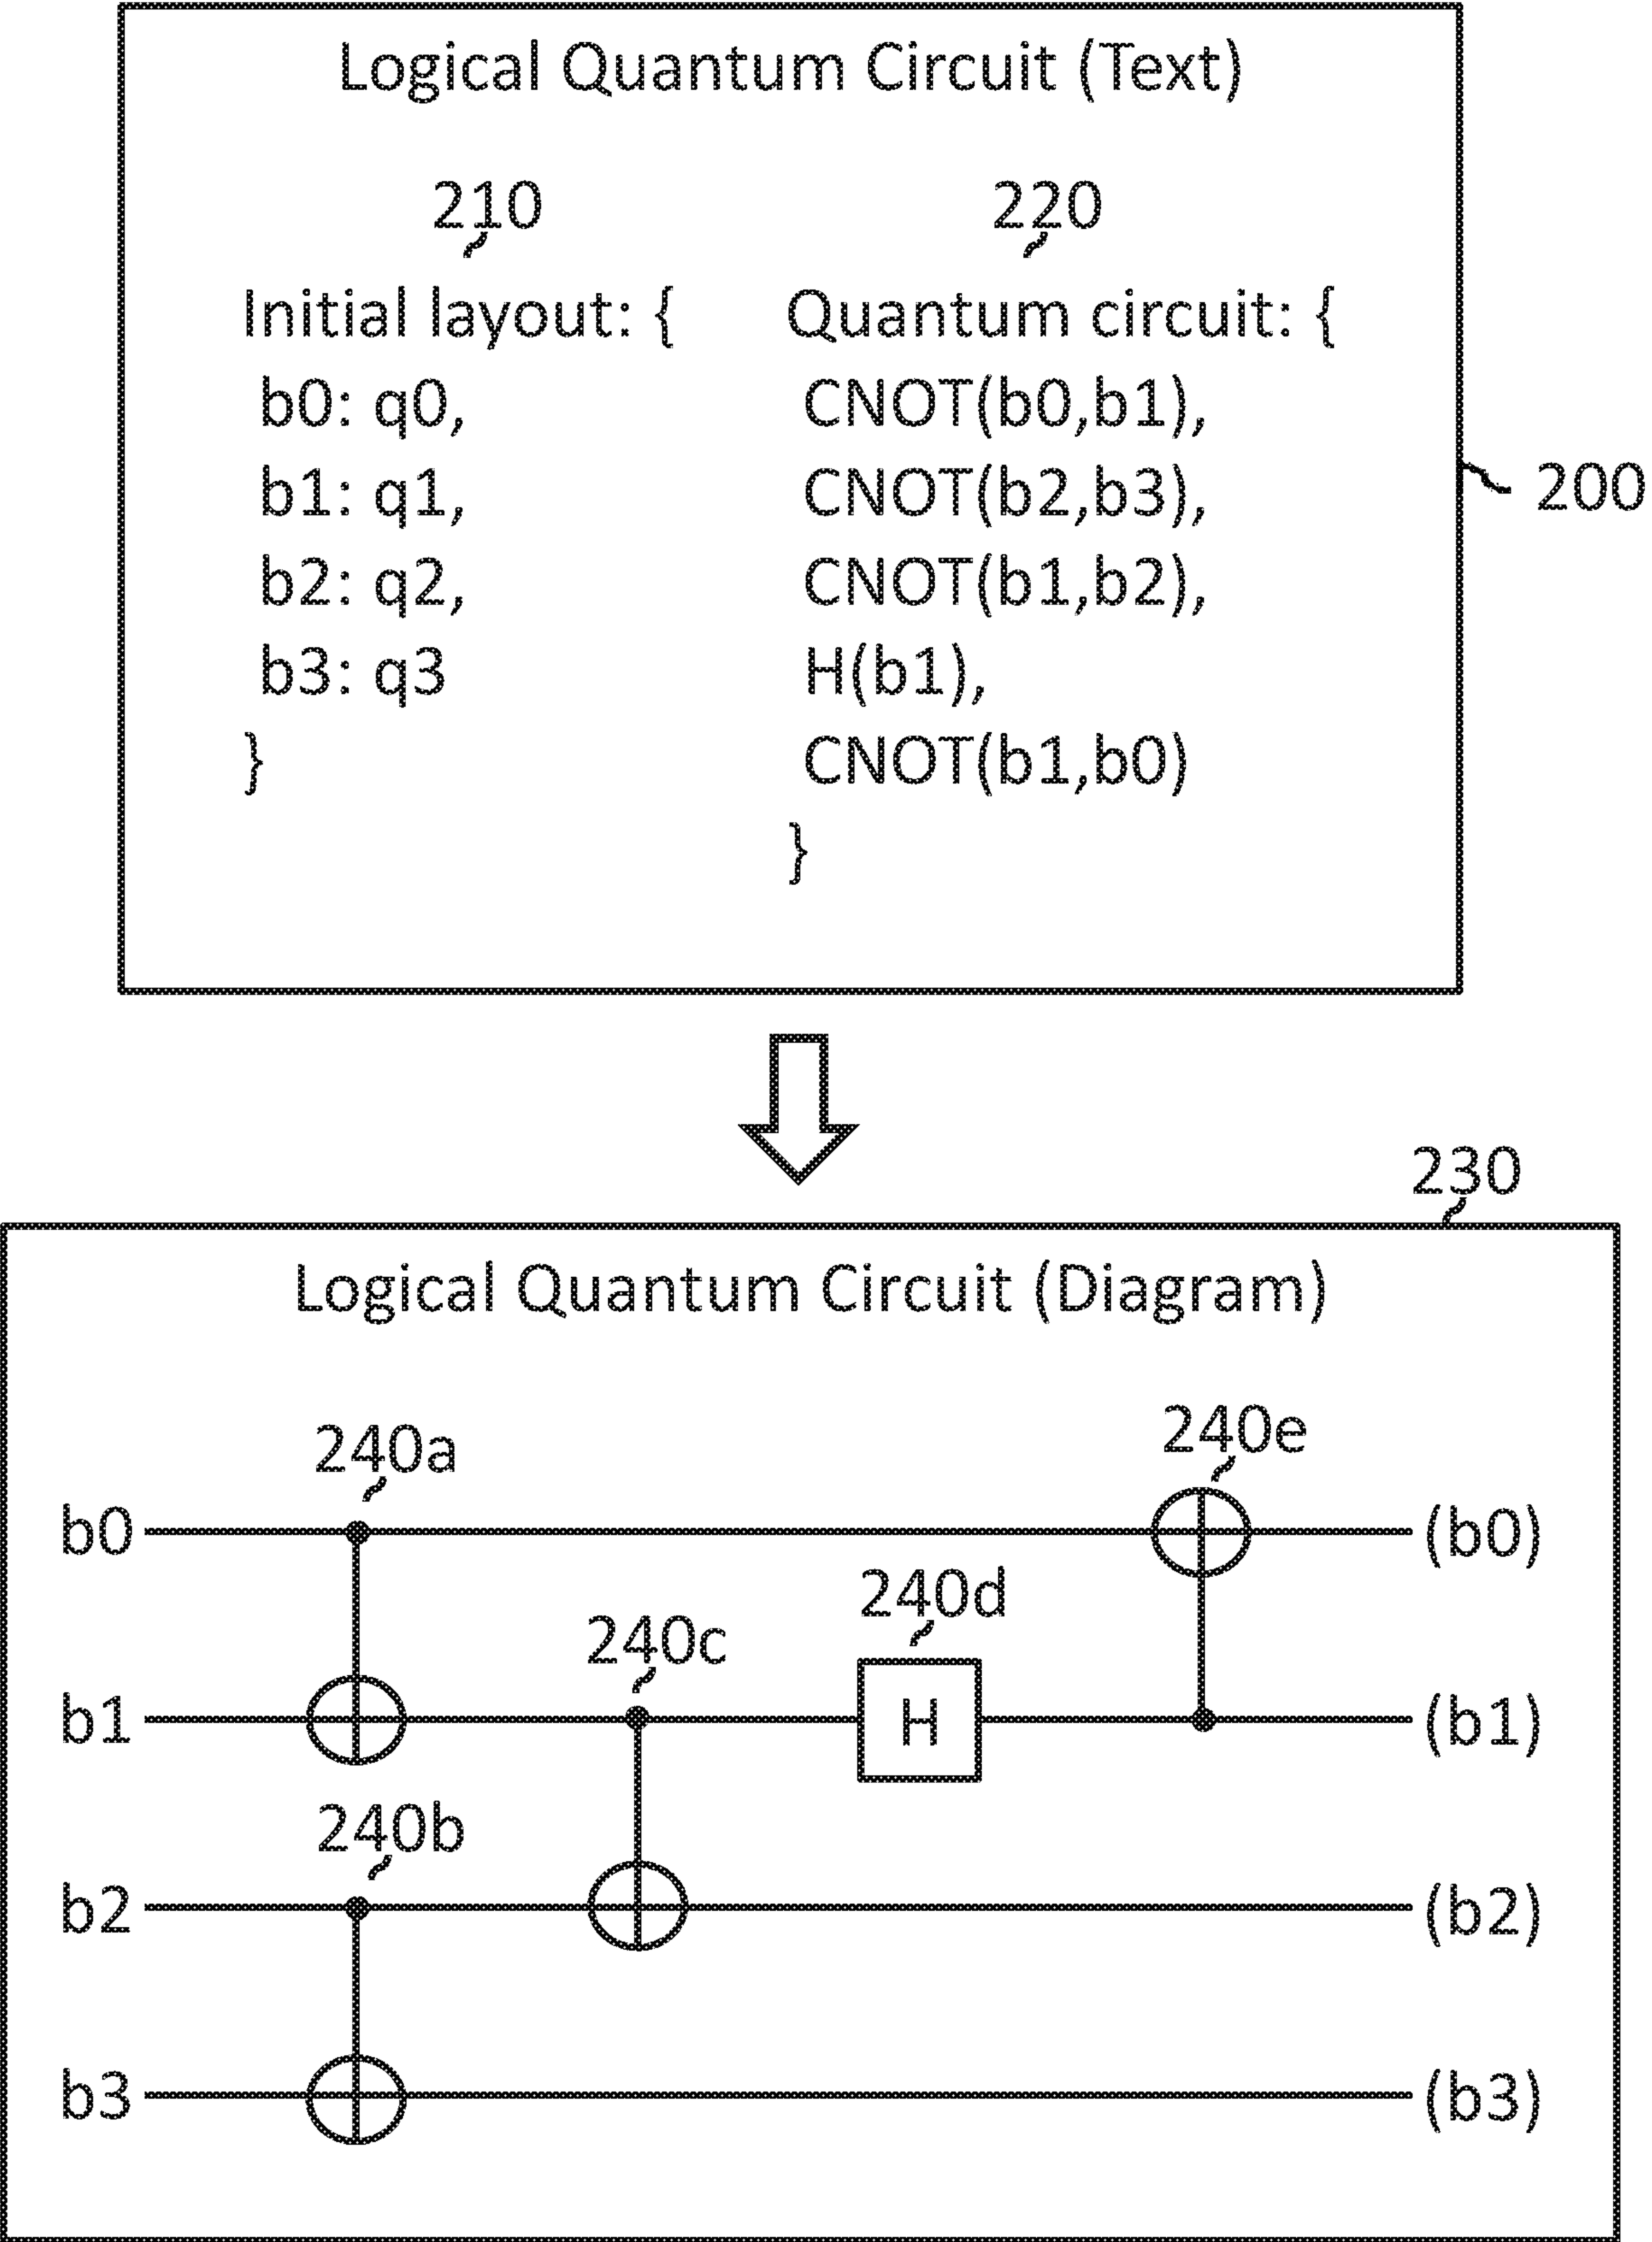 Logical Quantum Circuit (Text)
210
220
Initial layout: {
b0: q0,
b1: q1,
b2: q2,
b3: q3
}
Quantum circuit: {
CNOT(b0,b1),
CNOT(b2,b3),
CNOT(b1,b2),
H(b1),
CNOT(b1,b0)
}
200
230
Logical Quantum Circuit (Diagram)
240a
240e
b0
(b0)
240d
240c
b1
H
(b1)
240b
b2
(b2)
b3
(b3)